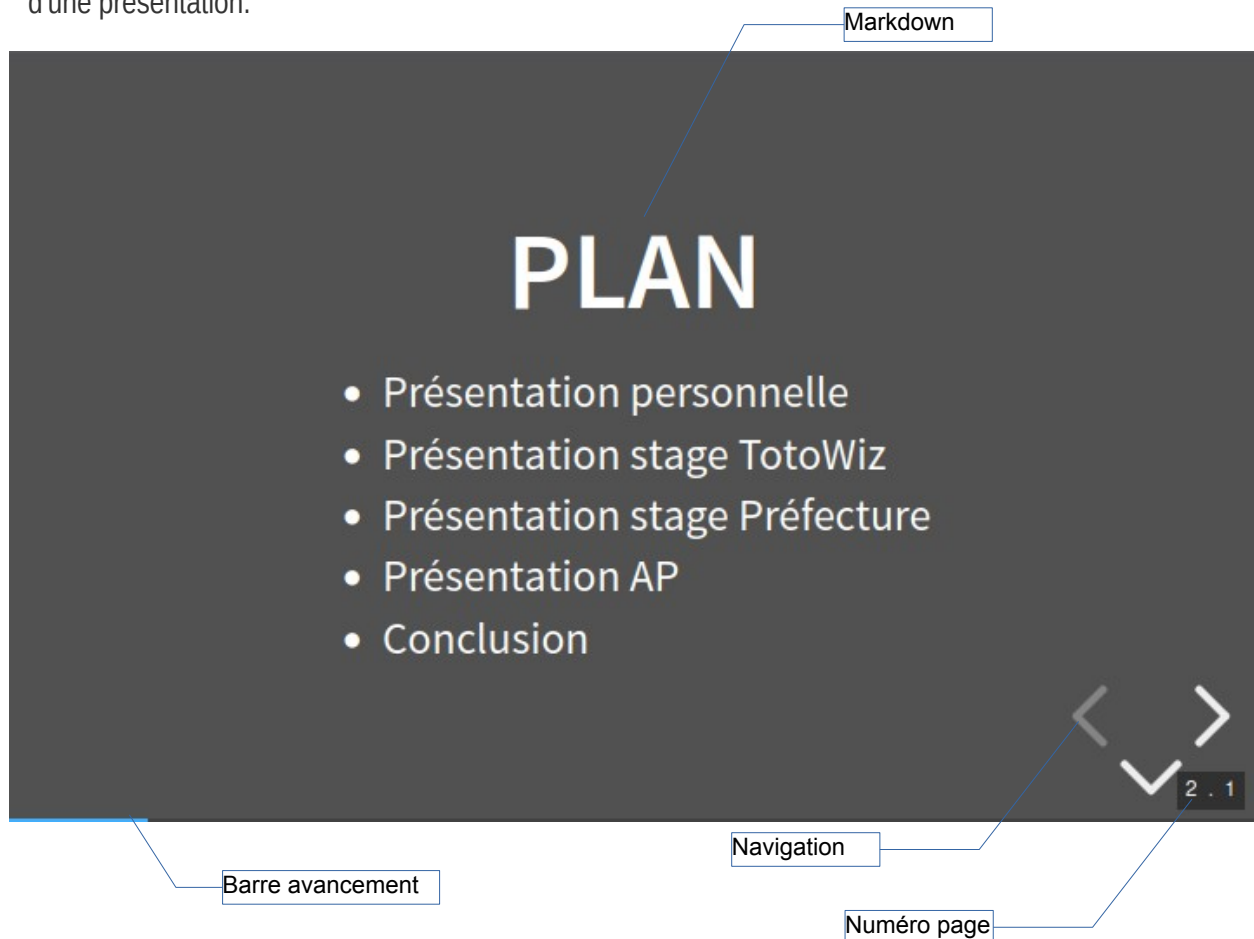 d'une présentation.
Markdown
PLAN
• Présentation personnelle
• Présentation stage TotoWiz
• Présentation stage Préfecture
• Présentation AP
• Conclusion
2 . 1
Navigation
Barre avancement
Numéro page